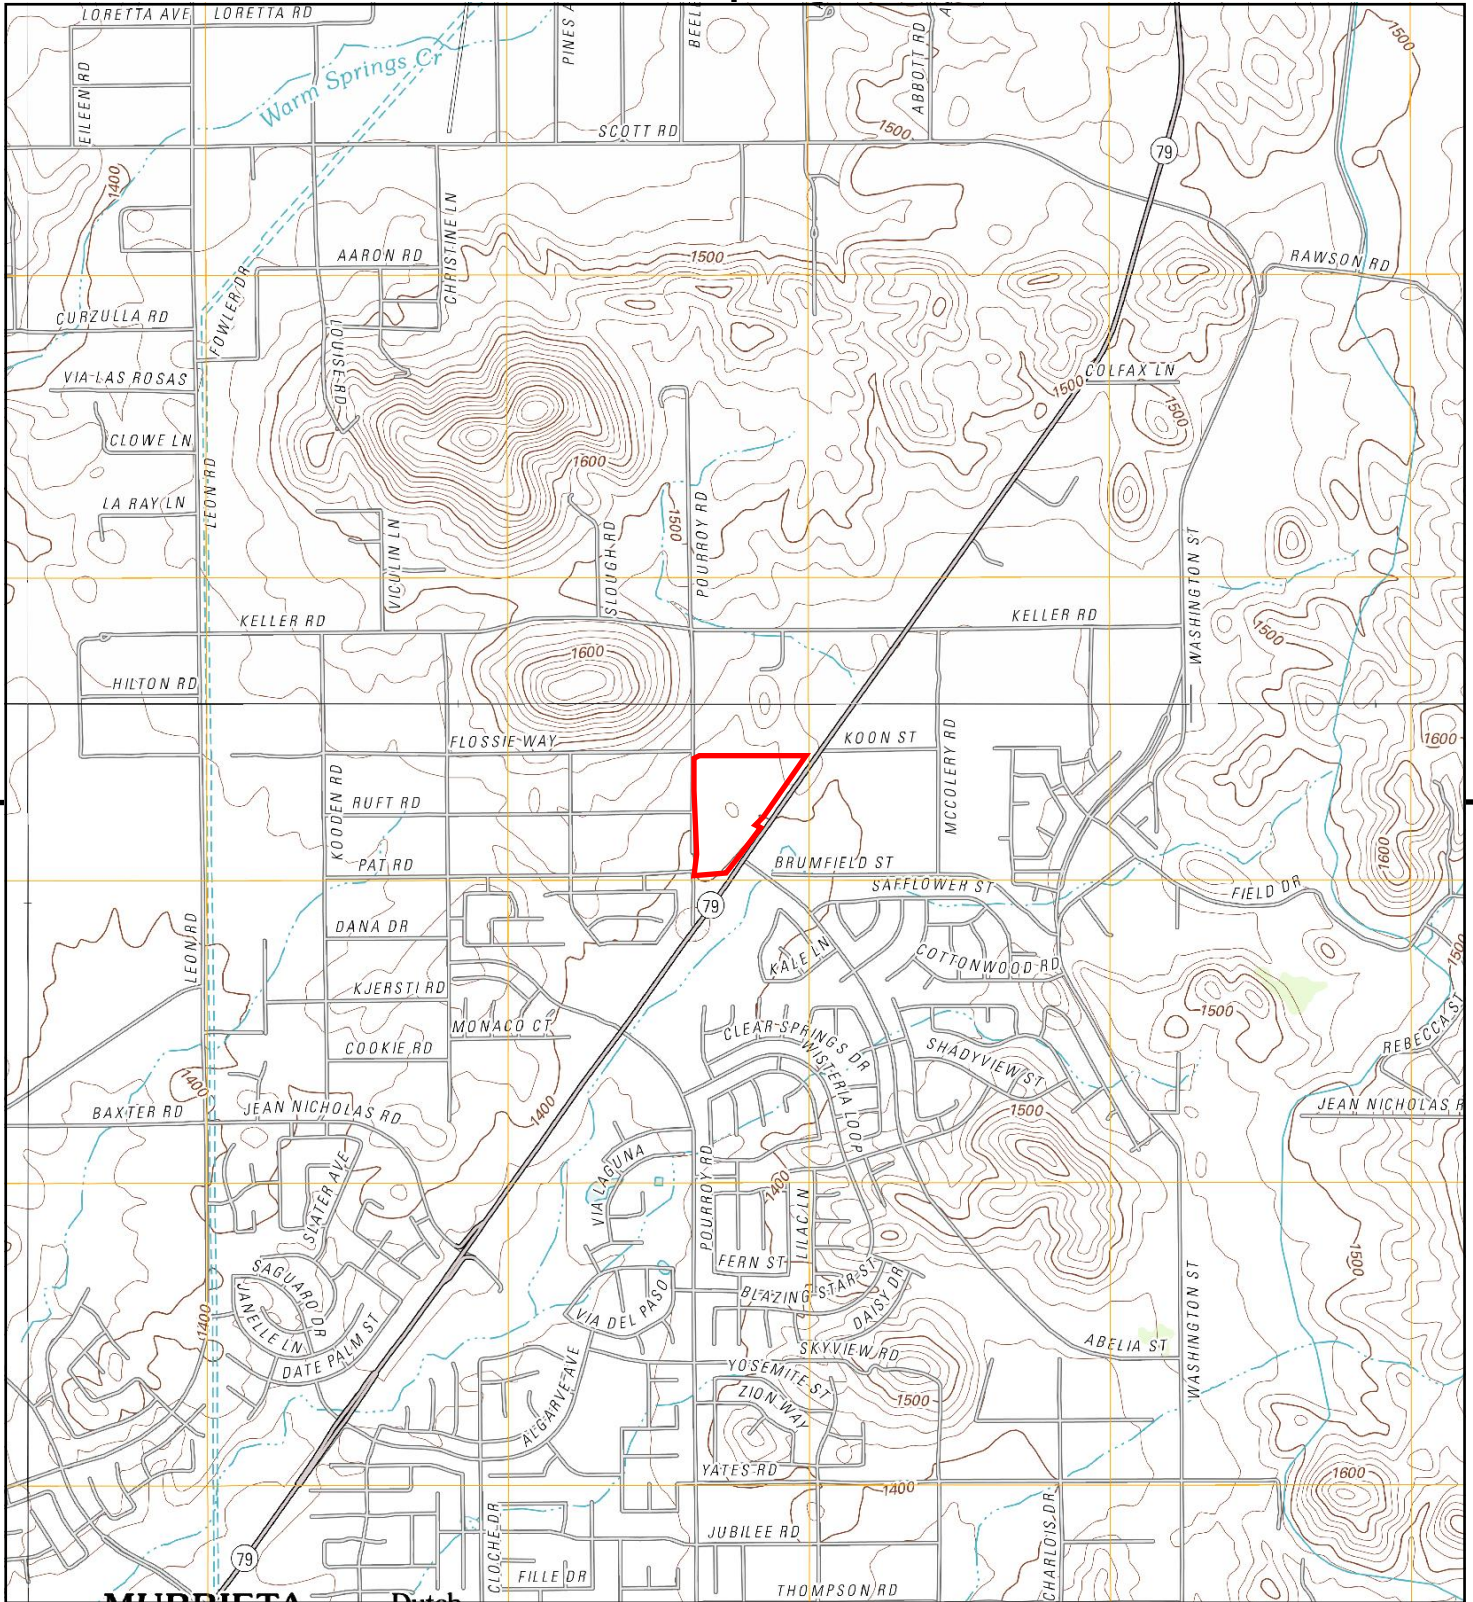 LORETTA AVE
LORETTA RD
EILEEN RD
Warm Springs Cr
PINES A
BEELE
ABBOTT RD
1500
SCOTT RD
1500
79
1400
CHRISTINE LN
AARON RD
1500
RAWSON RD
FOWLER DR
CURZULLA RD
LOUISE RD
VIA LAS ROSAS
COLFAX LN
1500
1500
CLOWE LN
1600
LEON RD
LA RAY LN
1500
POURROY RD
VICULIN LN
SLOUGH RD
WASHINGTON ST
KELLER RD
KELLER RD
1500
1600
HILTON RD
FLOSSIE WAY
KOON ST
MCCOLERY RD
1600
KOODEN RD
RUFT RD
PAT RD
BRUMFIELD ST
1600
SAFFLOWER ST
FIELD DR
79
LEON RD
DANA DR
KALE LN
COTTONWOOD RD
1500
KJERSTI RD
1500
MONACO CT
CLEAR SPRINGS DR
REBECCA ST
COOKIE RD
WISTERIA LOOP
SHADYVIEW ST
1400
1400
BAXTER RD
JEAN NICHOLAS RD
1500
JEAN NICHOLAS R
SLATER AVE
VIA LAGUNA
POURROY RD
1400
LILAC LN
1500
SAGUARO DR
FERN ST
BLAZING STAR ST
WASHINGTON ST
JANELLE LN
1400
VIA DEL PASO
DAISY DR
DATE PALM ST
SKYVIEW RD
ABELIA ST
ALGARVE AVE
YOSEMITE ST
ZION WAY
1500
YATES RD
1400
1600
CLOCHE DR
JUBILEE RD
CHARLOIS DR
79
FILLE DR
THOMPSON RD
MURRIETA
Dutch